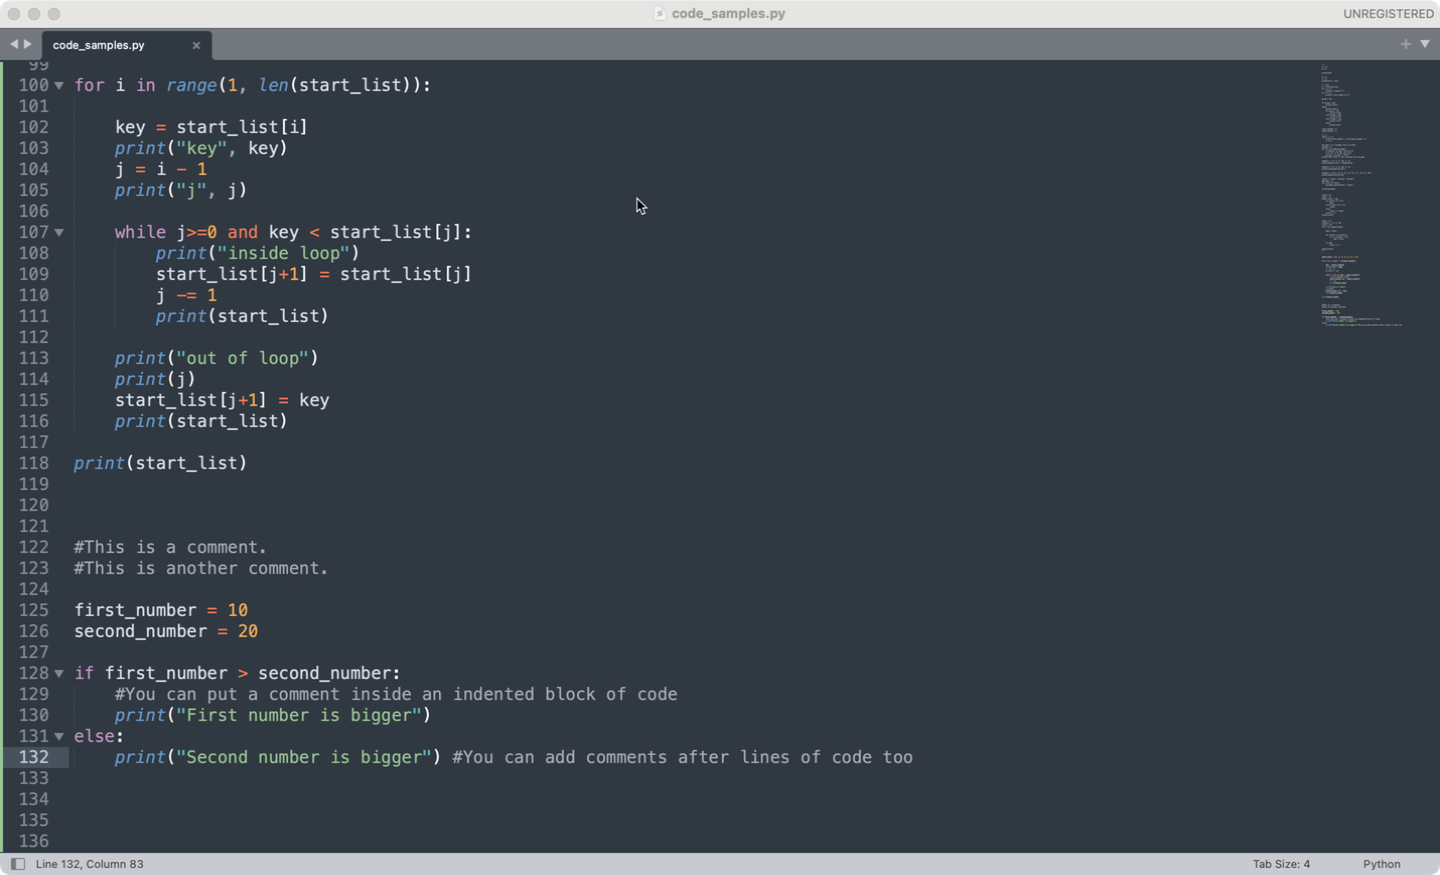 code_samples.py
UNREGISTERED
code_samples.py
99
100 for i in range(1, len(start_list)):
101
102     key = start_list[i]
103     print("key", key)
104     j = i - 1
105     print("j", j)
106
107     while j>=0 and key < start_list[j]:
108         print("inside loop")
109         start_list[j+1] = start_list[j]
110         j -= 1
111         print(start_list)
112
113     print("out of loop")
114     print(j)
115     start_list[j+1] = key
116     print(start_list)
117
118 print(start_list)
119
120
121
122 #This is a comment.
123 #This is another comment.
124
125 first_number = 10
126 second_number = 20
127
128 if first_number > second_number:
129     #You can put a comment inside an indented block of code
130     print("First number is bigger")
131 else:
132     print("Second number is bigger") #You can add comments after lines of code too
133
134
135
136
Line 132, Column 83
Tab Size: 4
Python